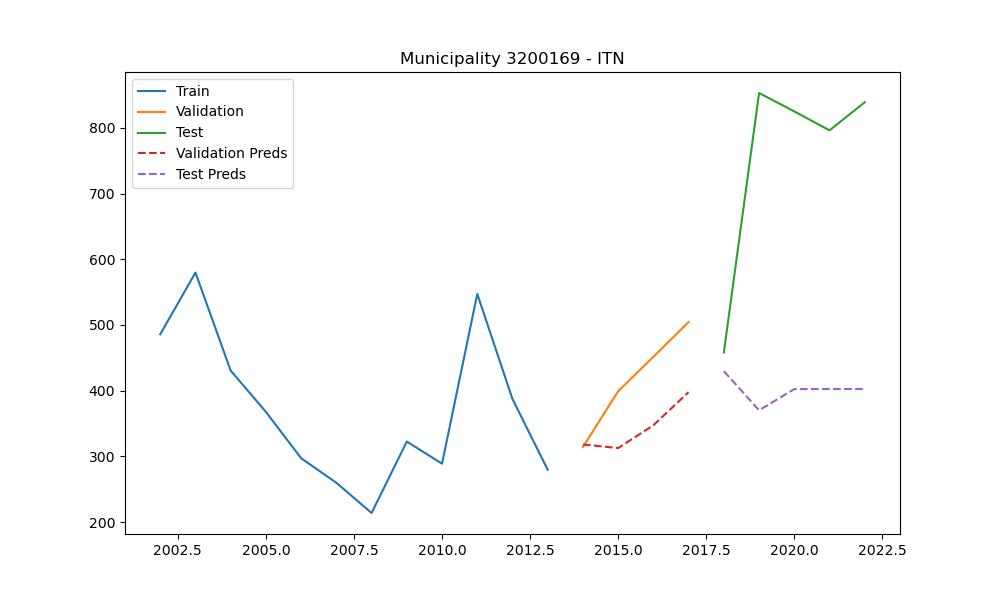 Municipality 3200169 - ITN
Train
Validation
Test
Validation Preds
Test Preds
800
700
600
500
400
300
200
2002.5 2005.0 2007.5 2010.0 2012.5 2015.0 2017.5 2020.0 2022.5